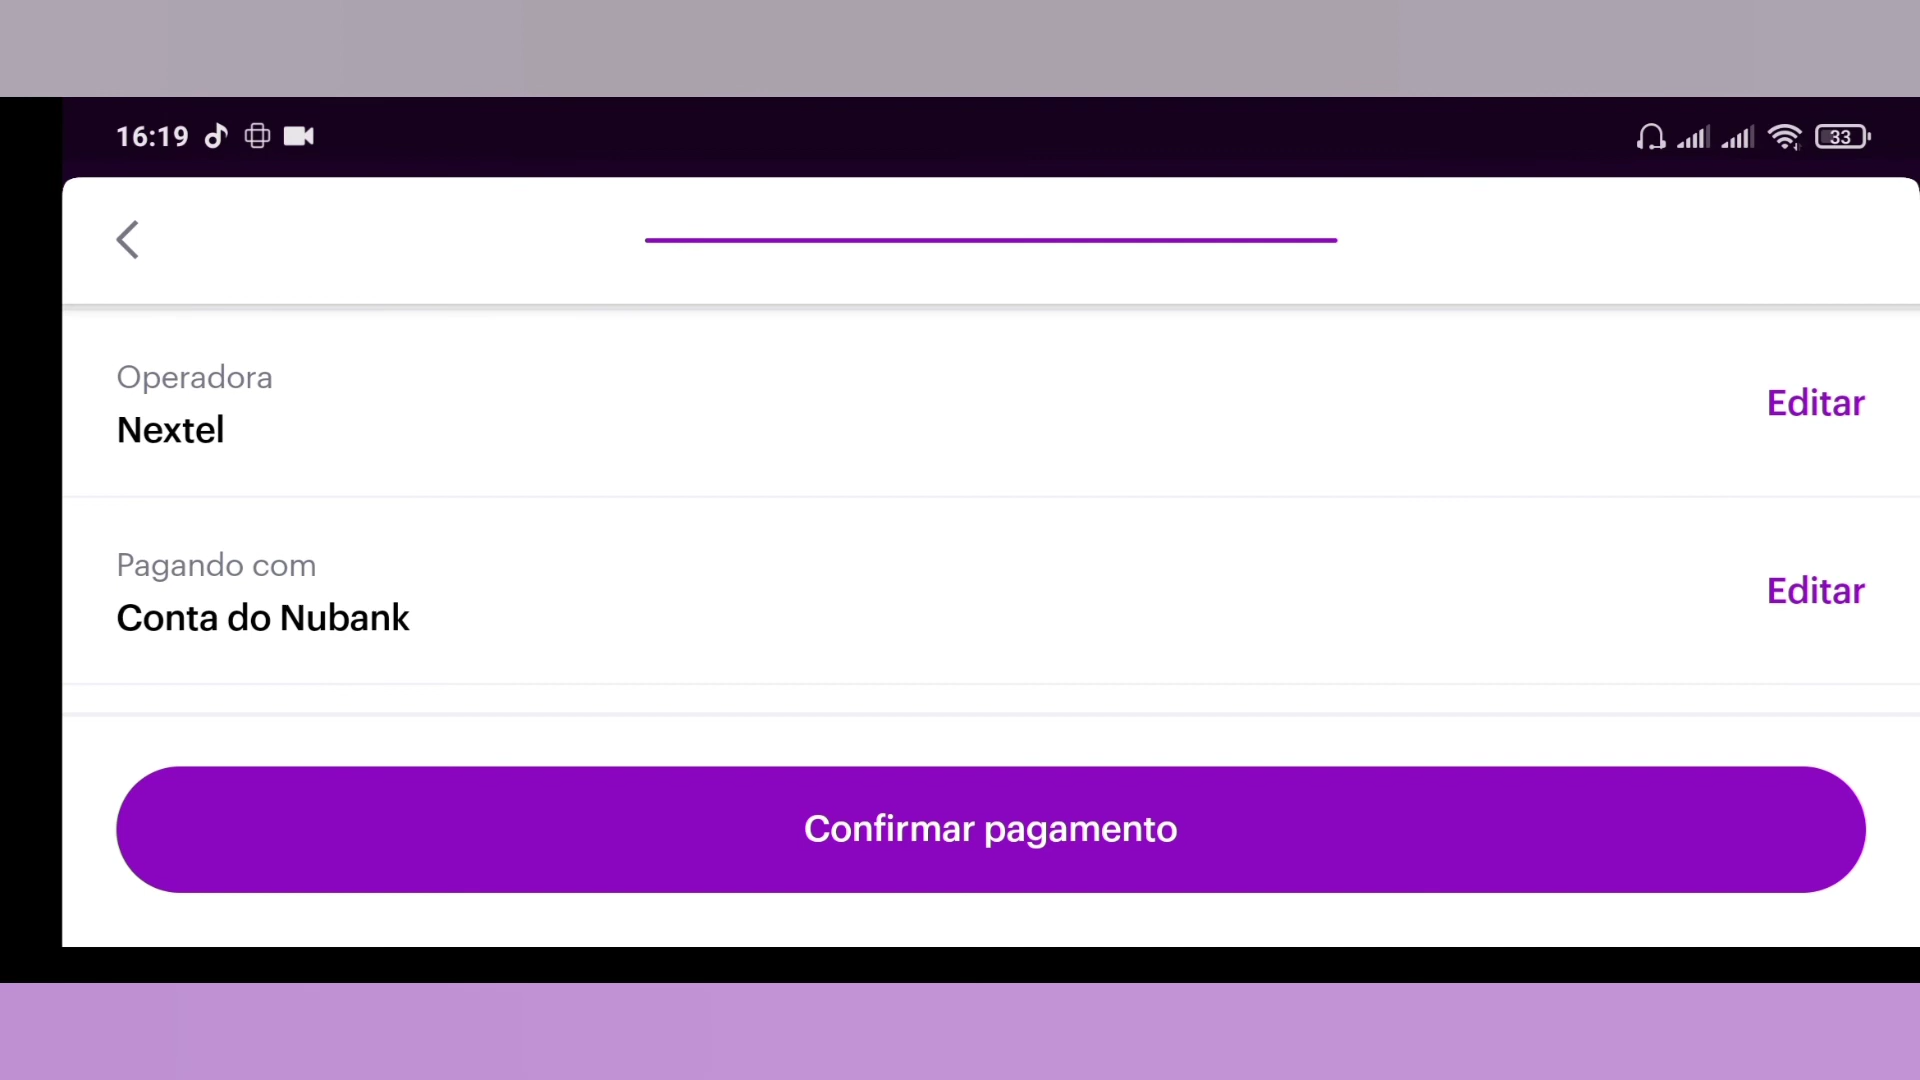 16:19
33
Operadora
Nextel
Editar
Pagando com
Conta do Nubank
Editar
Confirmar pagamento